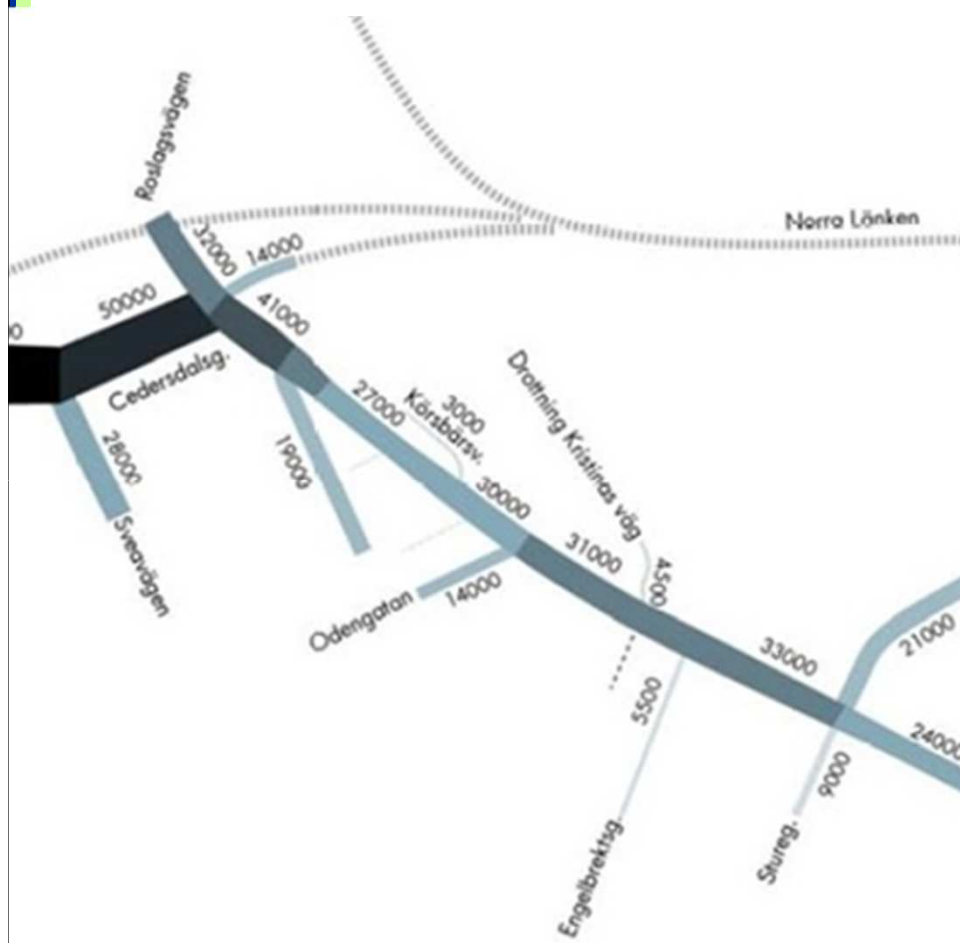 Roslagsvägen
Norra Länken
32000
14000
50000
41000
0
Cedersdalsg.
28000
Sveavägen
19000
27000
3000
Körsbärsv.
30000
Drottning Kristinas väg
31000
4500
Odengatan
14000
33000
21000
5500
24000
9000
Engelbrektsg.
Stureg.